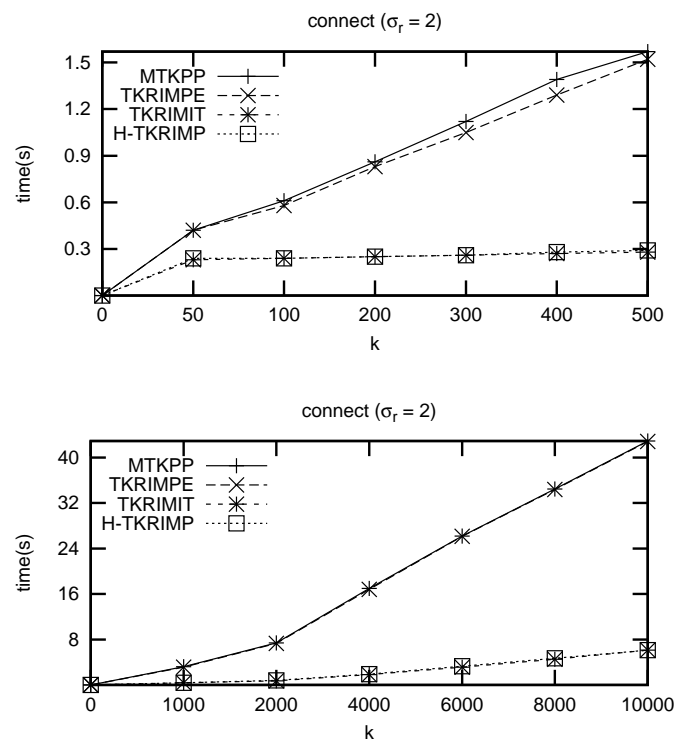 connect (σr = 2)
1.5
1.2
0.9
0.6
0.3
time(s)
MTKPP
TKRIMPE
TKRIMIT
H-TKRIMP
0 50 100 200 300 400 500
k
connect (σr = 2)
40
32
24
16
8
time(s)
MTKPP
TKRIMPE
TKRIMIT
H-TKRIMP
0 1000 2000 4000 6000 8000 10000
k